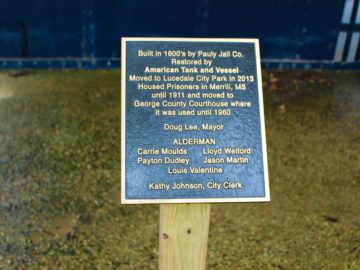 Built in 1800's by Pauly Jail Co.
Restored by
American Tank and Vessel
Moved to Lucedale City Park in 2013
Housed Prisoners in Merrill, MS
until 1911 and moved to
George County Courthouse where
it was used until 1960.
Doug Lee, Mayor
ALDERMAN
Carrie Moulds Lloyd Welford
Payton Dudley Jason Martin
Louis Valentine
Kathy Johnson, City Clerk